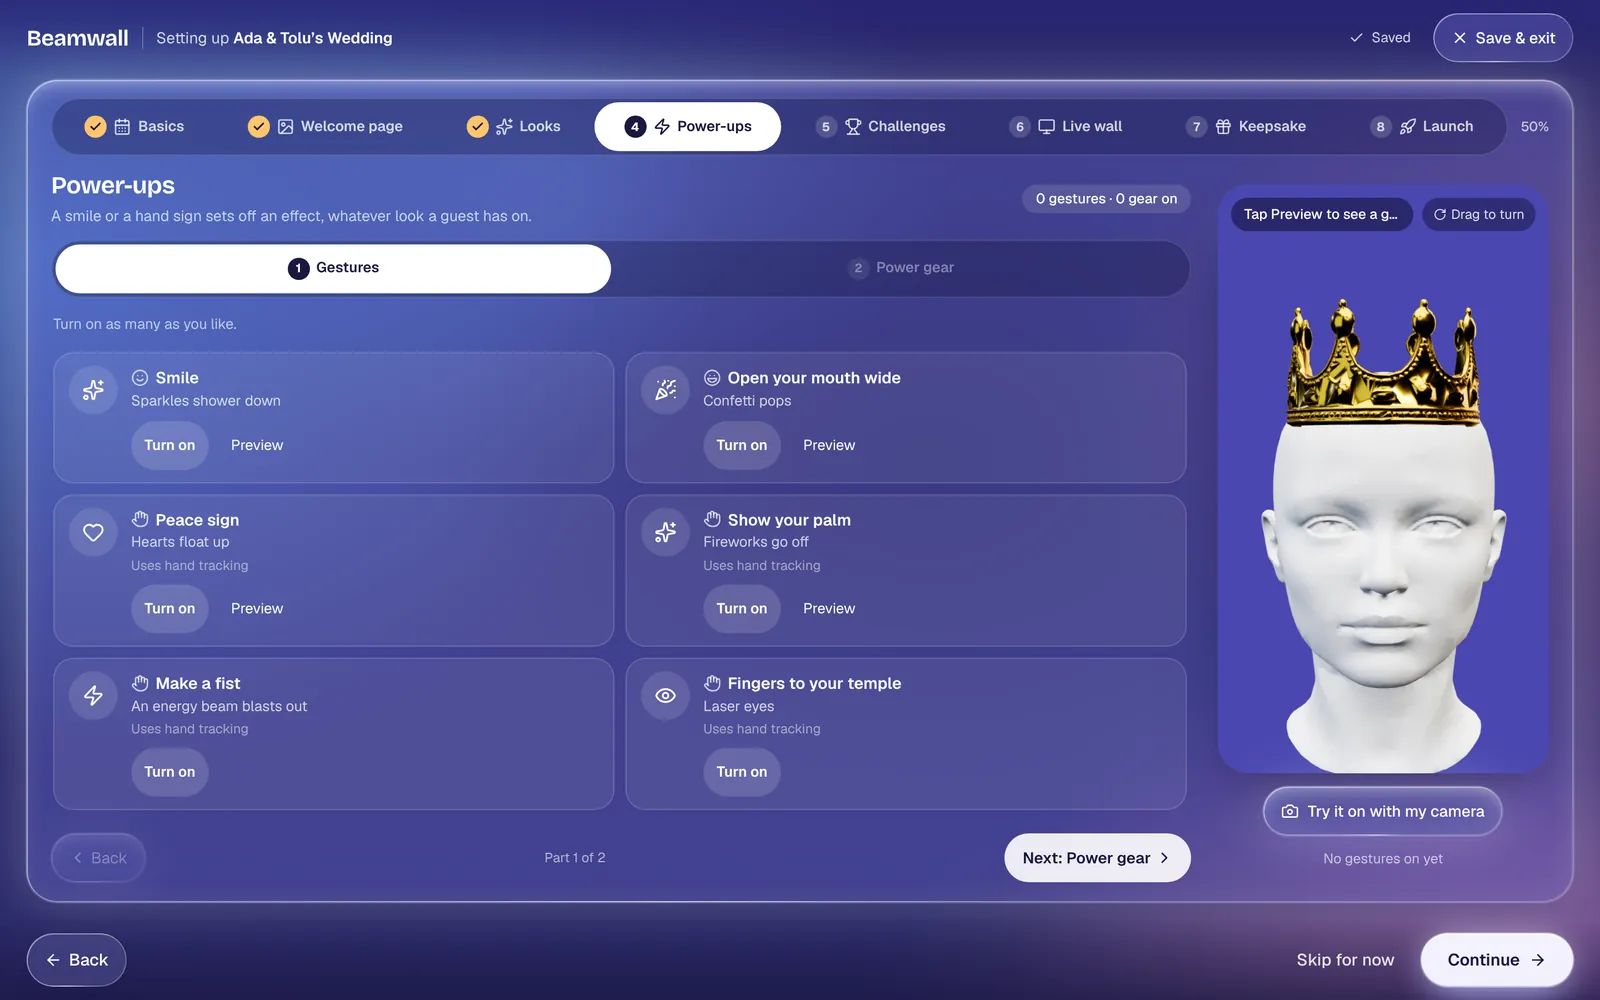 Beamwall
Setting up Ada & Tolu's Wedding
Saved
Save & exit
Basics
Welcome page
Looks
4 Power-ups
5 Challenges
6 Live wall
7 Keepsake
8 Launch
50%
Power-ups
A smile or a hand sign sets off an effect, whatever look a guest has on.
0 gestures · 0 gear on
1 Gestures
2 Power gear
Turn on as many as you like.
Smile
Sparkles shower down
Turn on
Preview
Open your mouth wide
Confetti pops
Turn on
Preview
Peace sign
Hearts float up
Uses hand tracking
Turn on
Preview
Show your palm
Fireworks go off
Uses hand tracking
Turn on
Preview
Make a fist
An energy beam blasts out
Uses hand tracking
Turn on
Fingers to your temple
Laser eyes
Uses hand tracking
Turn on
Back
Part 1 of 2
Next: Power gear
Tap Preview to see a g...
Drag to turn
Try it on with my camera
No gestures on yet
Back
Skip for now
Continue